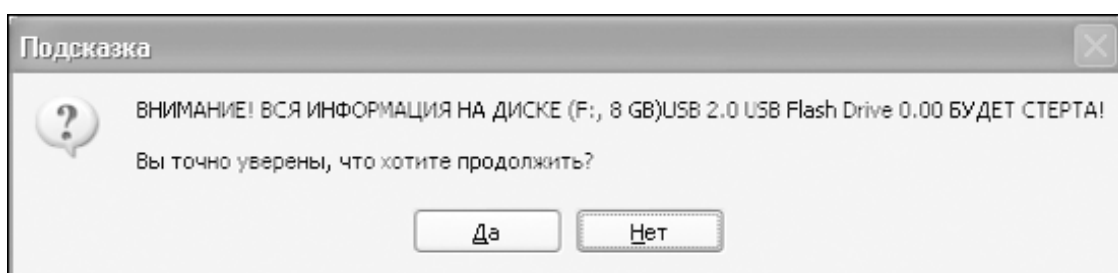 Подсказка
ВНИМАНИЕ! ВСЯ ИНФОРМАЦИЯ НА ДИСКЕ (F:, 8 GB)USB 2.0 USB Flash Drive 0.00 БУДЕТ СТЕРТА!
Вы точно уверены, что хотите продолжить?
Да Нет